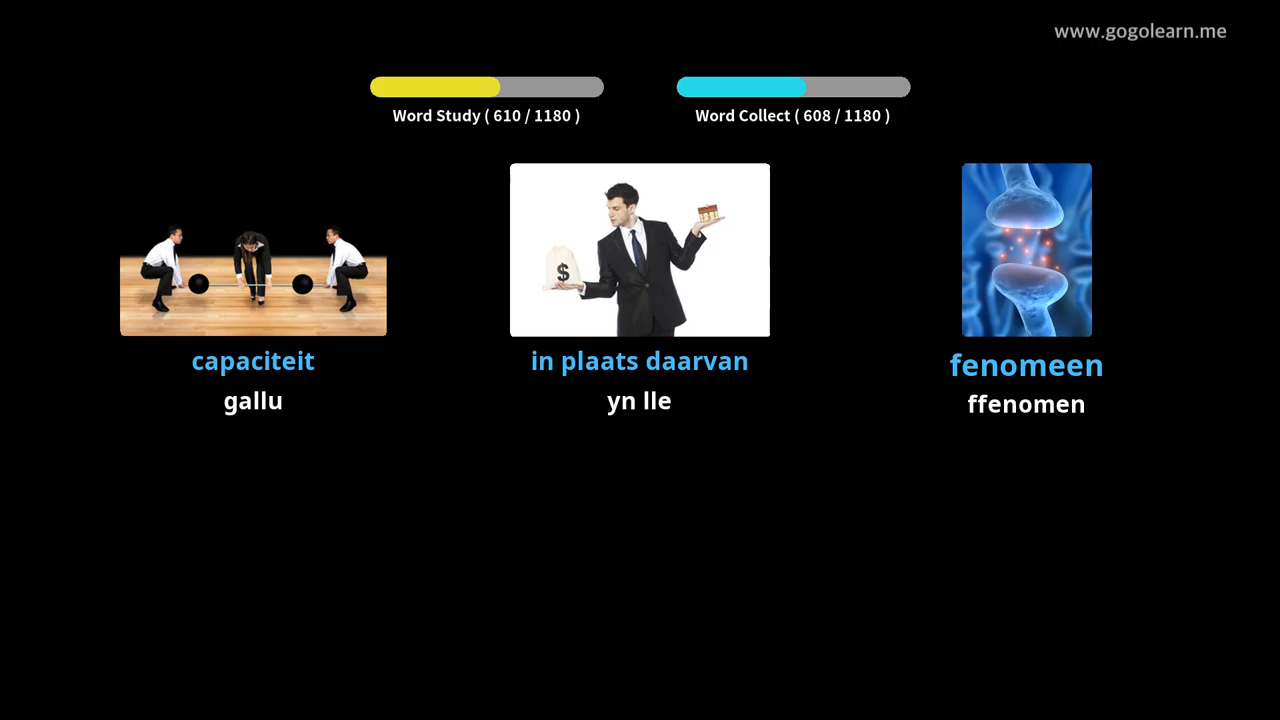 www.gogolearn.me
Word Study ( 610 / 1180 )
Word Collect ( 608 / 1180 )
$
capaciteit
gallu
in plaats daarvan
yn lle
fenomeen
ffenomen